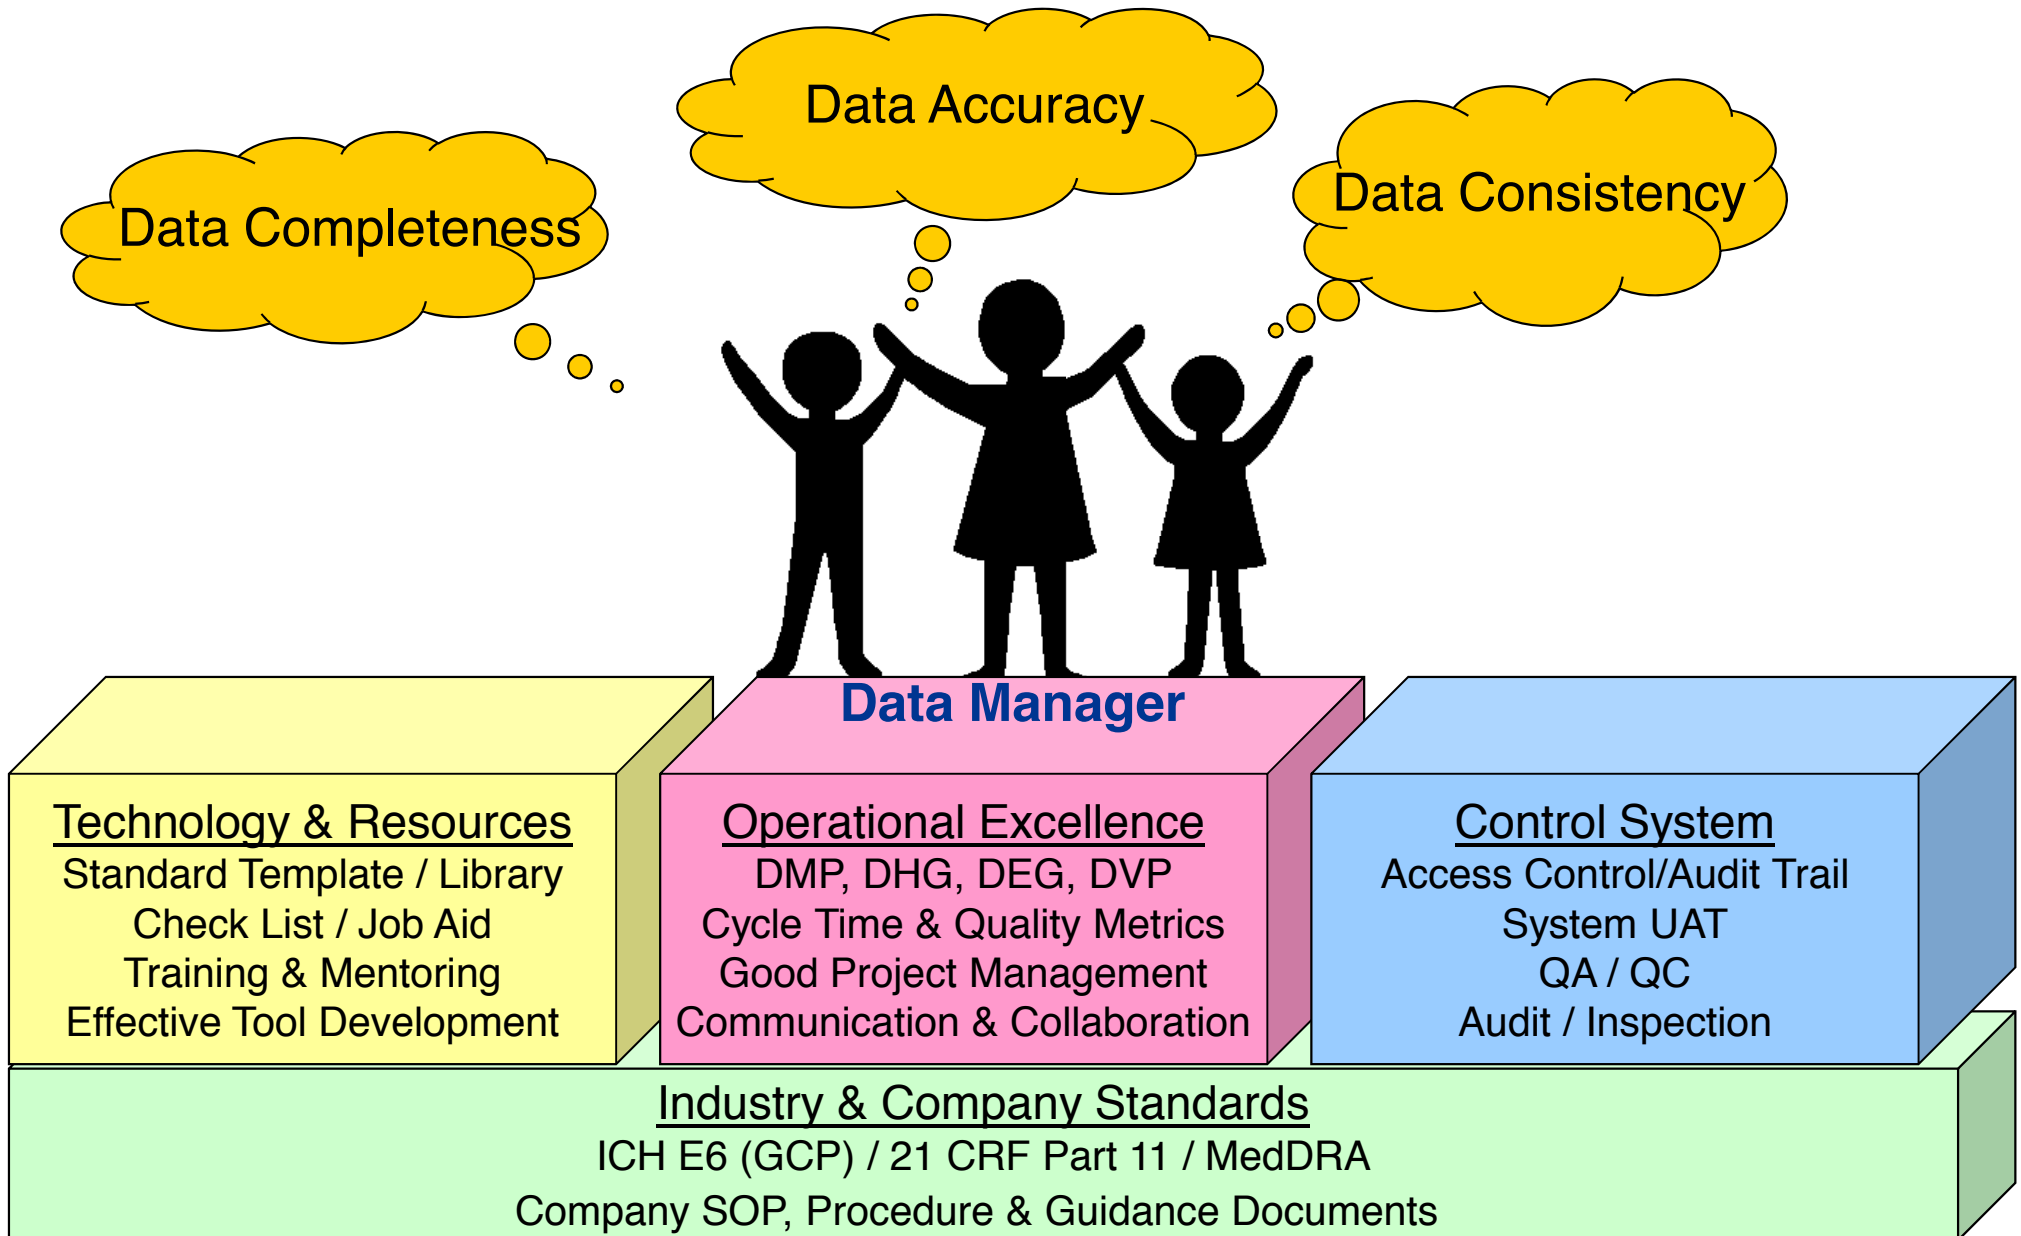 Data Accuracy
Data Completeness
Data Consistency
Data Manager
Technology & Resources
Standard Template / Library
Check List / Job Aid
Training & Mentoring
Effective Tool Development
Operational Excellence
DMP, DHG, DEG, DVP
Cycle Time & Quality Metrics
Good Project Management
Communication & Collaboration
Control System
Access Control/Audit Trail
System UAT
QA / QC
Audit / Inspection
Industry & Company Standards
ICH E6 (GCP) / 21 CRF Part 11 / MedDRA
Company SOP, Procedure & Guidance Documents